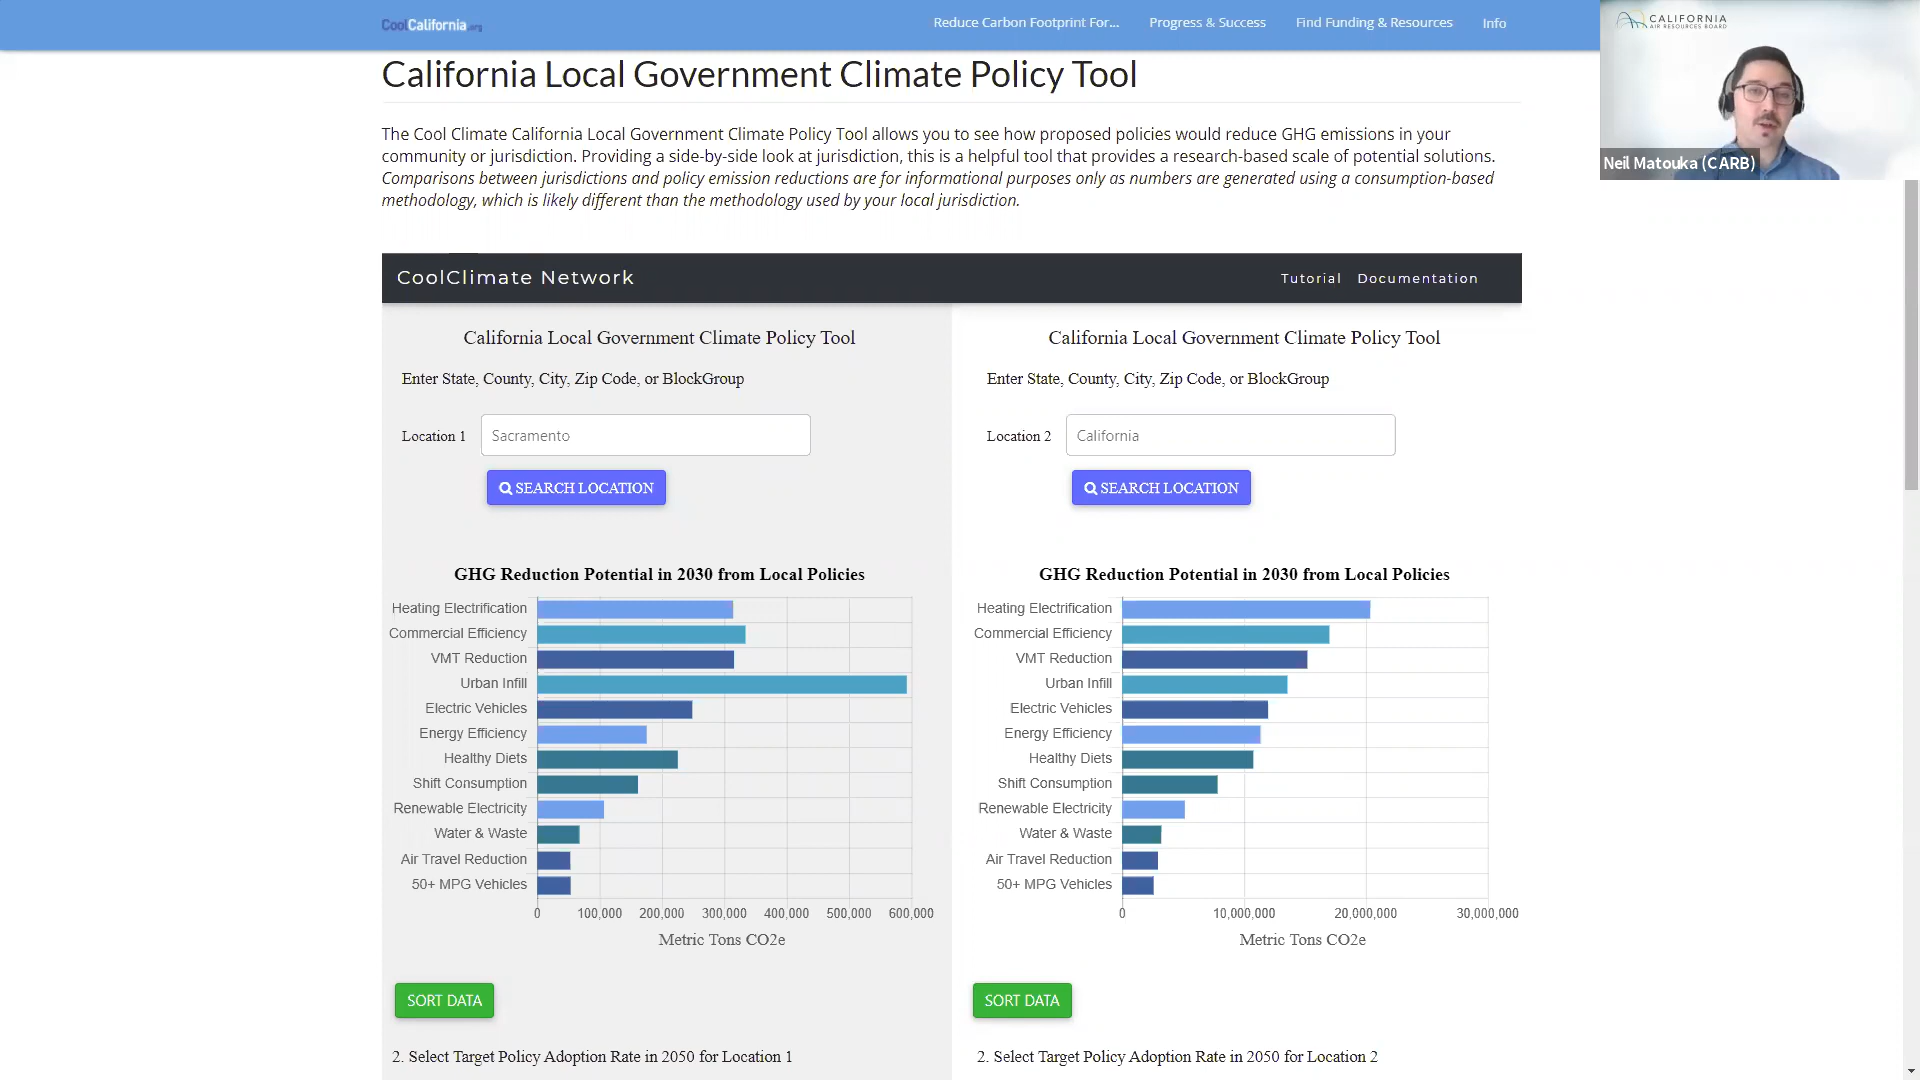 CoolCalifornia.org
Reduce Carbon Footprint For...
Progress & Success
Find Funding & Resources
Info
CALIFORNIA
AIR RESOURCES BOARD
Neil Matouka (CARB)
California Local Government Climate Policy Tool
The Cool Climate California Local Government Climate Policy Tool allows you to see how proposed policies would reduce GHG emissions in your
community or jurisdiction. Providing a side-by-side look at jurisdiction, this is a helpful tool that provides a research-based scale of potential solutions.
Comparisons between jurisdictions and policy emission reductions are for informational purposes only as numbers are generated using a consumption-based
methodology, which is likely different than the methodology used by your local jurisdiction.
CoolClimate Network
Tutorial
Documentation
California Local Government Climate Policy Tool
Enter State, County, City, Zip Code, or BlockGroup
Location 1
Sacramento
SEARCH LOCATION
GHG Reduction Potential in 2030 from Local Policies
Heating Electrification
Commercial Efficiency
VMT Reduction
Urban Infill
Electric Vehicles
Energy Efficiency
Healthy Diets
Shift Consumption
Renewable Electricity
Water & Waste
Air Travel Reduction
50+ MPG Vehicles
0 100,000 200,000 300,000 400,000 500,000 600,000
Metric Tons CO2e
SORT DATA
2. Select Target Policy Adoption Rate in 2050 for Location 1
California Local Government Climate Policy Tool
Enter State, County, City, Zip Code, or BlockGroup
Location 2
California
SEARCH LOCATION
GHG Reduction Potential in 2030 from Local Policies
Heating Electrification
Commercial Efficiency
VMT Reduction
Urban Infill
Electric Vehicles
Energy Efficiency
Healthy Diets
Shift Consumption
Renewable Electricity
Water & Waste
Air Travel Reduction
50+ MPG Vehicles
0 10,000,000 20,000,000 30,000,000
Metric Tons CO2e
SORT DATA
2. Select Target Policy Adoption Rate in 2050 for Location 2